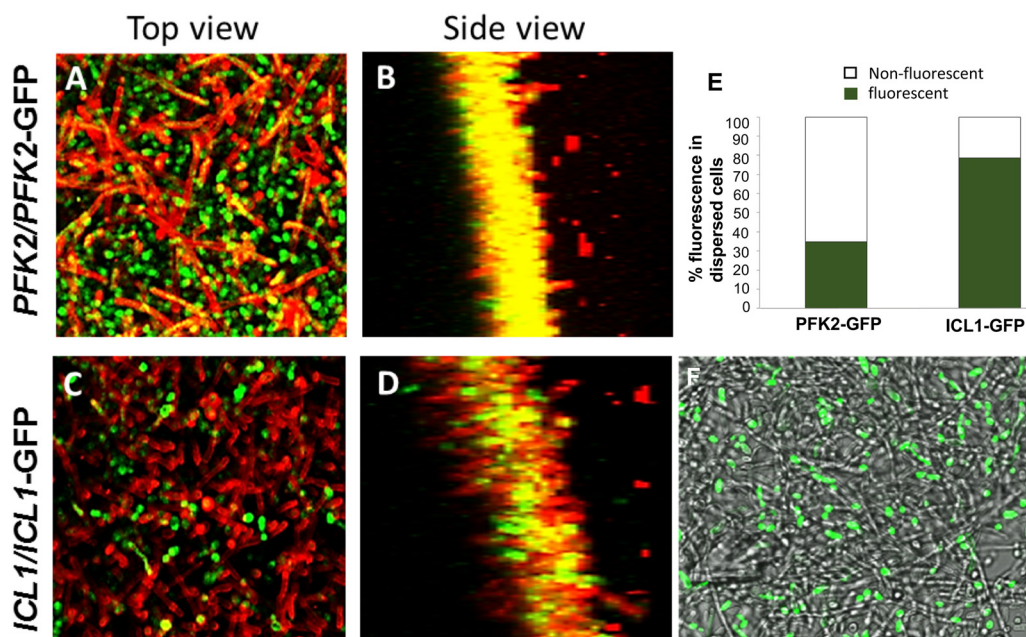 Top view
Side view
PFK2/PFK2-GFP
A
B
E
Non-fluorescent
fluorescent
% fluorescence in
dispersed cells
100
90
80
70
60
50
40
30
20
10
0
PFK2-GFP
ICL1-GFP
ICL1/ICL1-GFP
C
D
F